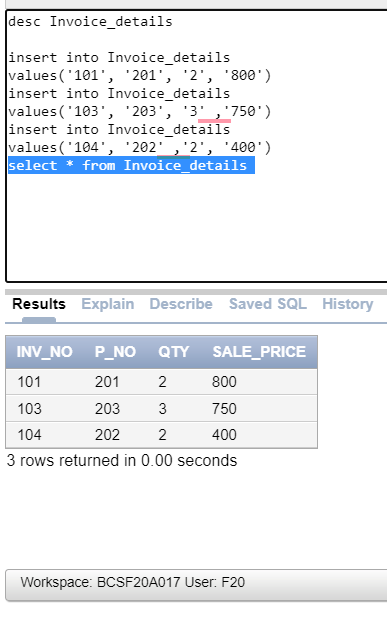 desc Invoice_details
insert into Invoice_details
values('101', '201', '2', '800')
insert into Invoice_details
values('103', '203', '3' ,'750')
insert into Invoice_details
values('104', '202' ,'2', '400')
select * from Invoice_details
Results Explain Describe Saved SQL History
INV_NO P_NO QTY SALE_PRICE
101 201 2 800
103 203 3 750
104 202 2 400
3 rows returned in 0.00 seconds
Workspace: BCSF20A017 User: F20